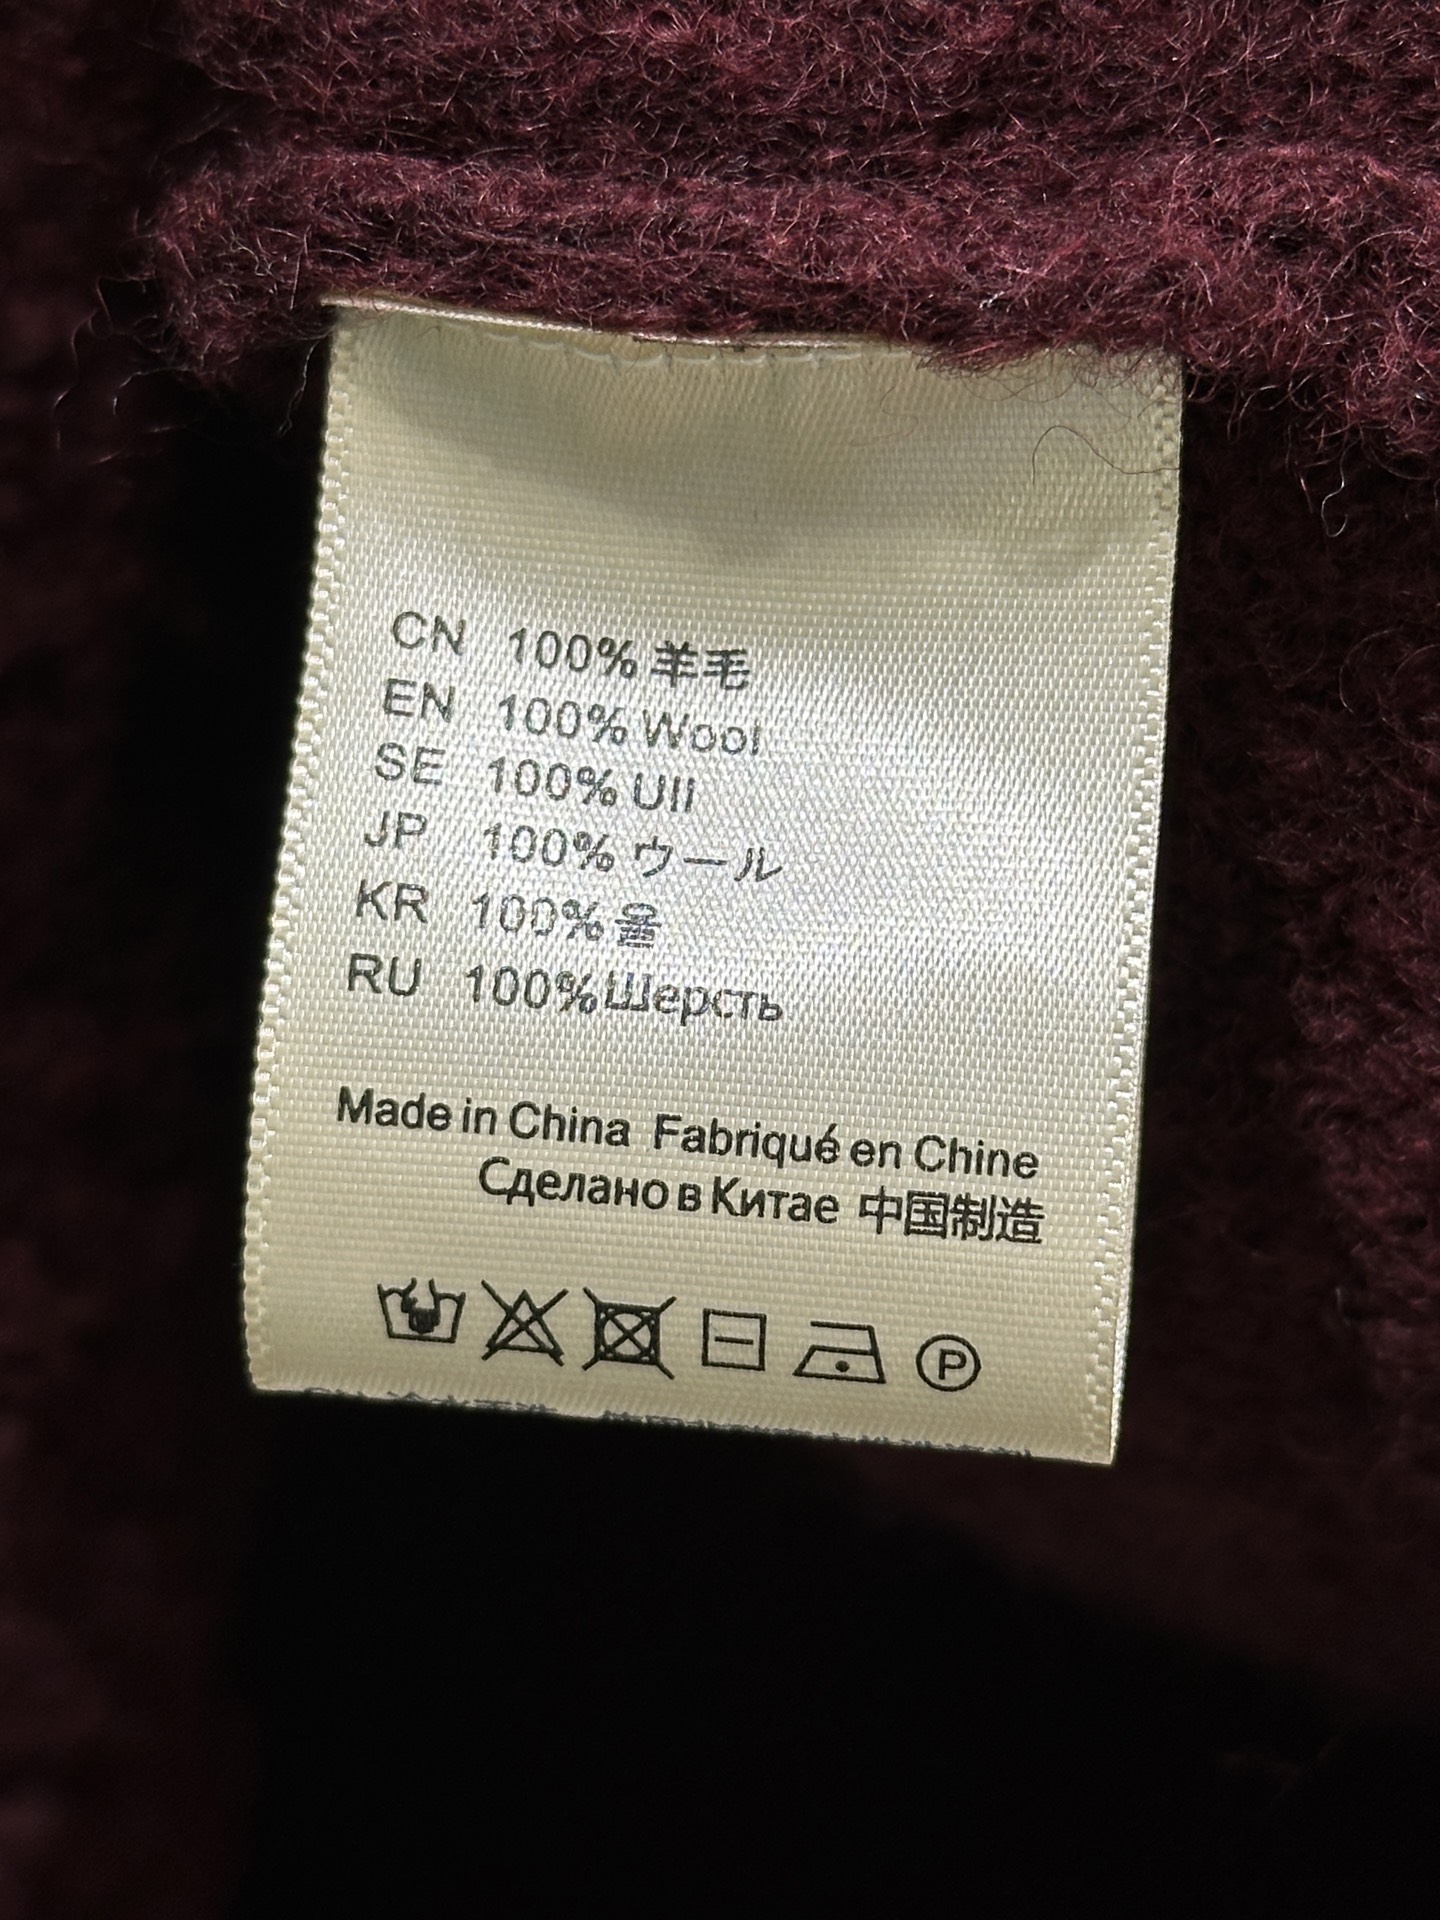 CN 100% 羊毛
EN 100% Wool
SE 100% Ull
JP 100% ウール
KR 100% 울
RU 100% Шерсть
Made in China Fabriqué en Chine
Сделано в Китае 中国制造
P